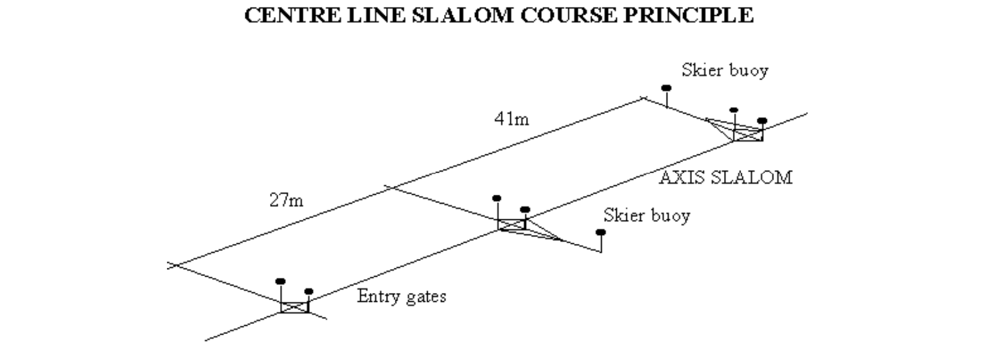 CENTRE LINE SLALOM COURSE PRINCIPLE
Skier buoy
41m
AXIS SLALOM
27m
Skier buoy
Entry gates